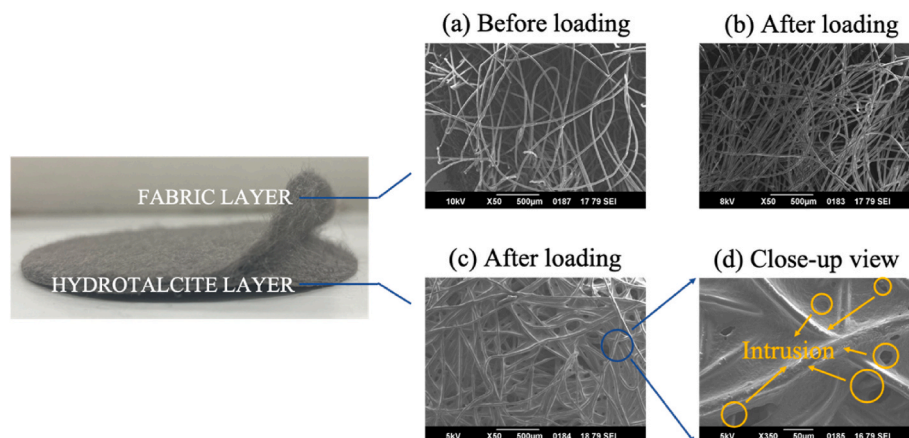 (a) Before loading
(b) After loading
10kV X50 500μm 0187 17 79 SEI
8kV X50 500μm 0183 17 79 SEI
FABRIC LAYER
HYDROTALCITE LAYER
(c) After loading
(d) Close-up view
Intrusion
5kV X50 500μm 0184 18 79 SEI
5kV X350 50μm 0185 16 79 SEI